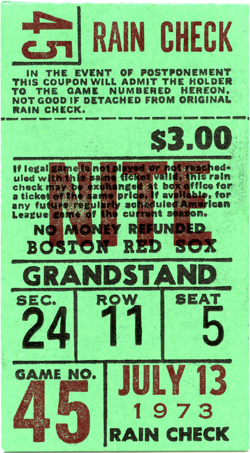 45
RAIN CHECK
IN THE EVENT OF POSTPONEMENT
THIS COUPON WILL ADMIT THE HOLDER
TO THE GAME NUMBERED HEREON.
NOT GOOD IF DETACHED FROM ORIGINAL
RAIN CHECK.
$3.00
NITE
If legal game is not played or not resched-
uled with this same ticket valid, this rain
check may be exchanged at box office for
a ticket of the same price, if available, for
any future regularly scheduled American
League game of the current season.
NO MONEY REFUNDED
BOSTON RED SOX
GRANDSTAND
SEC. ROW SEAT
24 11 5
GAME NO.
45
JULY 13
1973
RAIN CHECK